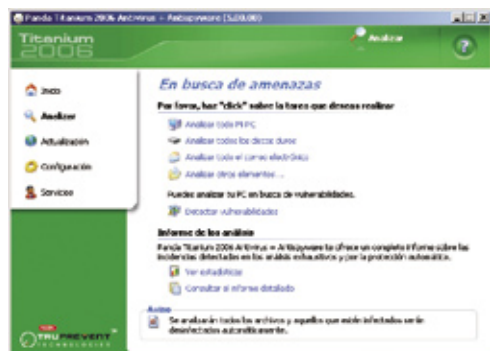 Panda Titanium 2006 Antivirus + Antispyware (5.00.00)
Titanium
2006
Analizar
?
Inicio
Analizar
Actualización
Configuración
Servicios
En busca de amenazas
Por favor, haz "click" sobre la tarea que deseas realizar
Analizar todo Mi PC
Analizar todos los discos duros
Analizar todo el correo electrónico
Analizar otros elementos ...
Puedes analizar tu PC en busca de vulnerabilidades.
Detectar vulnerabilidades
Informe de los análisis
Panda Titanium 2006 Antivirus + Antispyware te ofrece un completo informe sobre las
incidencias detectadas en los análisis exhaustivos y por la protección automática.
Ver estadísticas
Consultar el informe detallado
Aviso
Se analizarán todos los archivos y aquellos que estén infectados serán
desinfectados automáticamente.
TRUPREVENT
TECHNOLOGIES